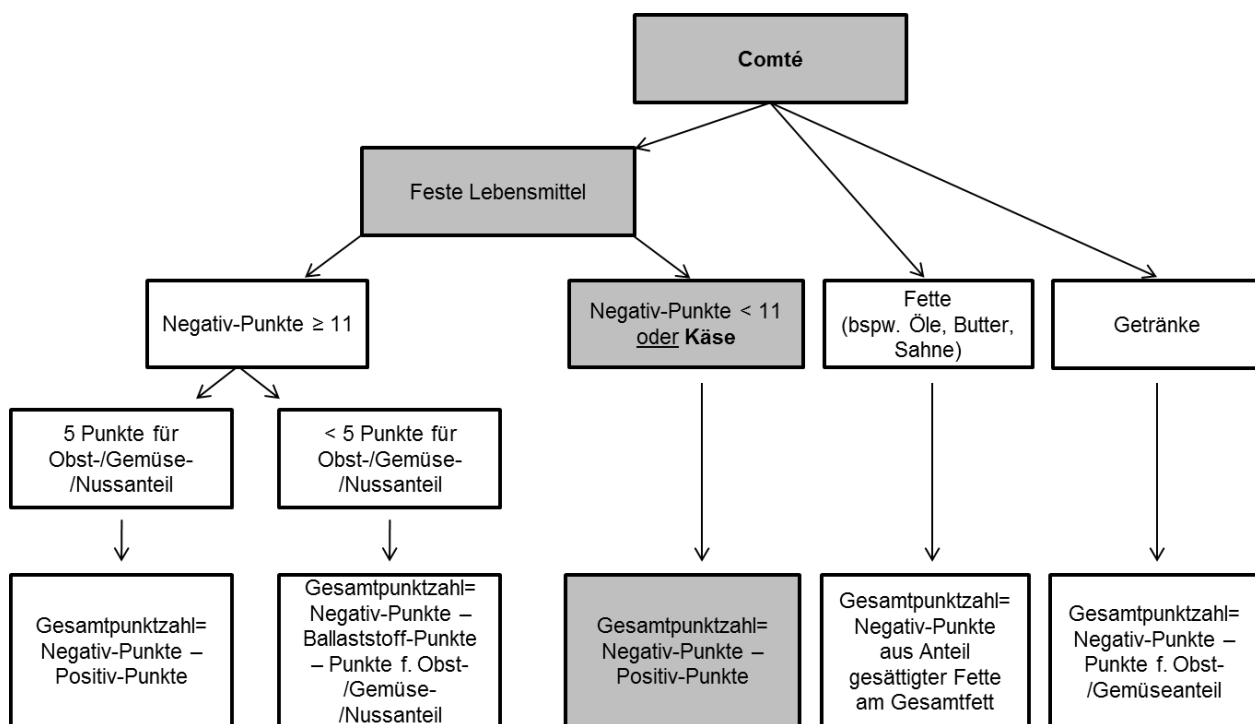 Comté
Feste Lebensmittel
Negativ-Punkte ≥ 11
Negativ-Punkte < 11
oder Käse
Fette
(bspw. Öle, Butter,
Sahne)
Getränke
5 Punkte für
Obst-/Gemüse-
/Nussanteil
< 5 Punkte für
Obst-/Gemüse-
/Nussanteil
Gesamtpunktzahl=
Negativ-Punkte –
Positiv-Punkte
Gesamtpunktzahl=
Negativ-Punkte –
Ballaststoff-Punkte
– Punkte f. Obst-
/Gemüse-
/Nussanteil
Gesamtpunktzahl=
Negativ-Punkte –
Positiv-Punkte
Gesamtpunktzahl=
Negativ-Punkte
aus Anteil
gesättigter Fette
am Gesamtfett
Gesamtpunktzahl=
Negativ-Punkte –
Punkte f. Obst-
/Gemüseanteil